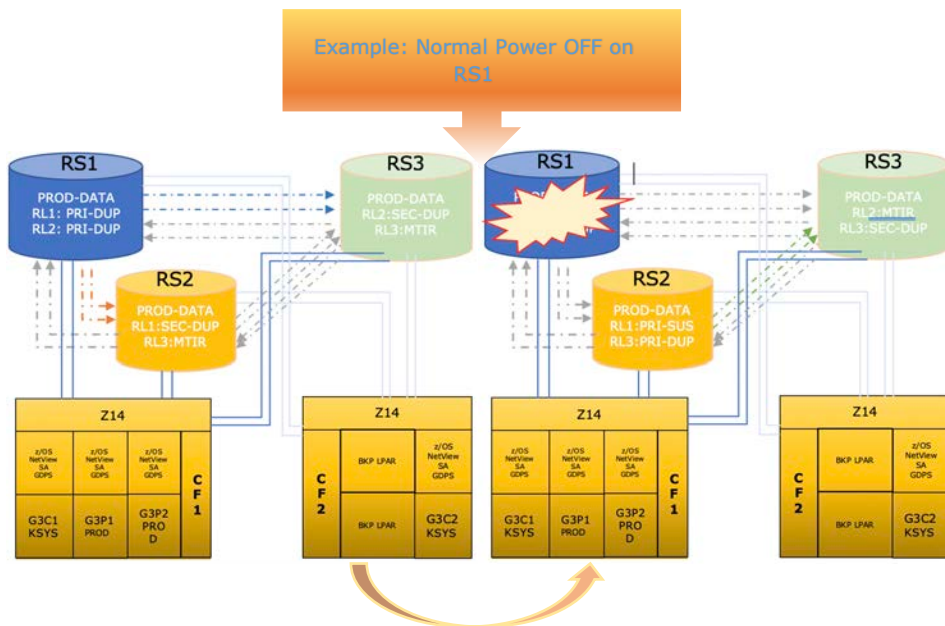 Example: Normal Power OFF on
RS1
RS1
PROD-DATA
RL1: PRI-DUP
RL2: PRI-DUP
RS3
PROD-DATA
RL2:SEC-DUP
RL3:MTIR
RS2
PROD-DATA
RL1:SEC-DUP
RL3:MTIR
Z14
z/OS
NetView
SA
GDPS
z/OS
NetView
SA
GDPS
z/OS
NetView
SA
GDPS
G3C1
KSYS
G3P1
PROD
G3P2
PRO
D
CF1
CF2
Z14
BKP LPAR
z/OS
NetView
SA
GDPS
BKP LPAR
G3C2
KSYS
RS1
RS3
PROD-DATA
RL2:MTIR
RL3:SEC-DUP
RS2
PROD-DATA
RL1:PRI-SUS
RL3:PRI-DUP
Z14
z/OS
NetView
SA
GDPS
z/OS
NetView
SA
GDPS
z/OS
NetView
SA
GDPS
G3C1
KSYS
G3P1
PROD
G3P2
PRO
D
CF1
CF2
Z14
BKP LPAR
z/OS
NetView
SA
GDPS
BKP LPAR
G3C2
KSYS